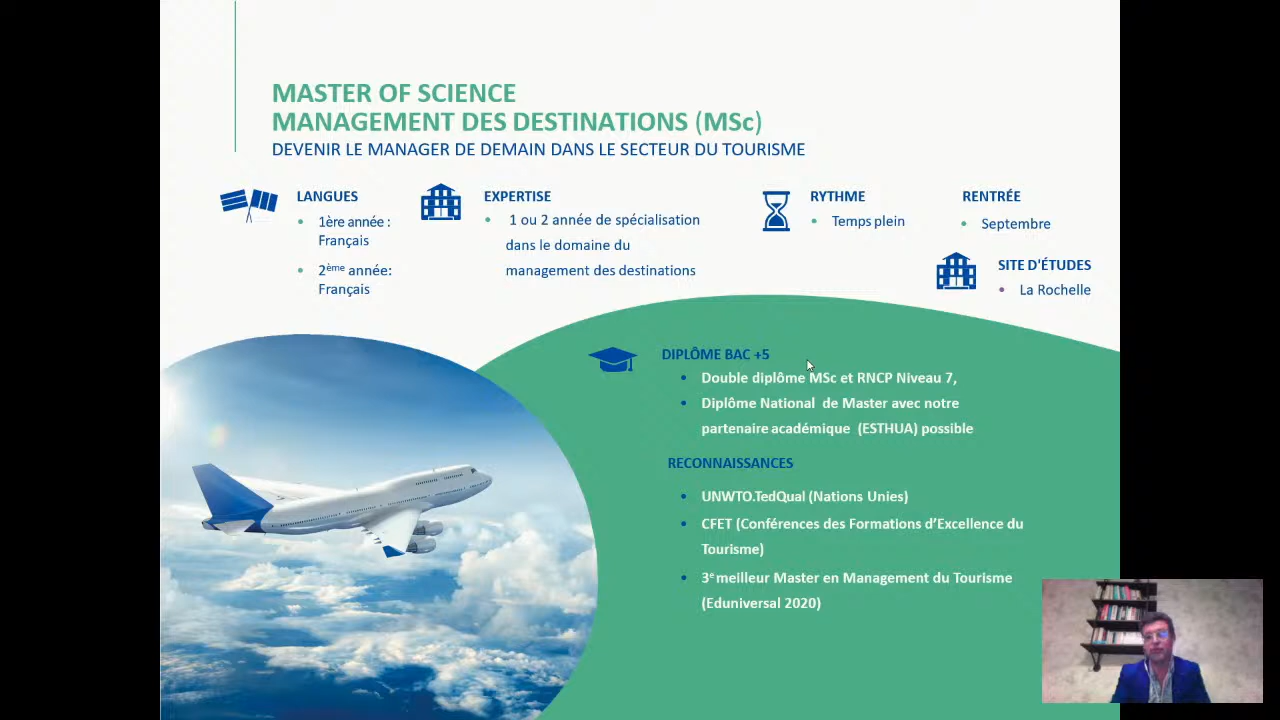 MASTER OF SCIENCE
MANAGEMENT DES DESTINATIONS (MSc)
DEVENIR LE MANAGER DE DEMAIN DANS LE SECTEUR DU TOURISME
LANGUES
• 1ère année :
Français
• 2ème année:
Français
EXPERTISE
• 1 ou 2 année de spécialisation
dans le domaine du
management des destinations
RYTHME
• Temps plein
RENTRÉE
• Septembre
SITE D'ÉTUDES
• La Rochelle
DIPLÔME BAC +5
• Double diplôme MSc et RNCP Niveau 7,
• Diplôme National de Master avec notre
partenaire académique (ESTHUA) possible
RECONNAISSANCES
• UNWTO.TedQual (Nations Unies)
• CFET (Conférences des Formations d’Excellence du
Tourisme)
• 3e meilleur Master en Management du Tourisme
(Eduniversal 2020)